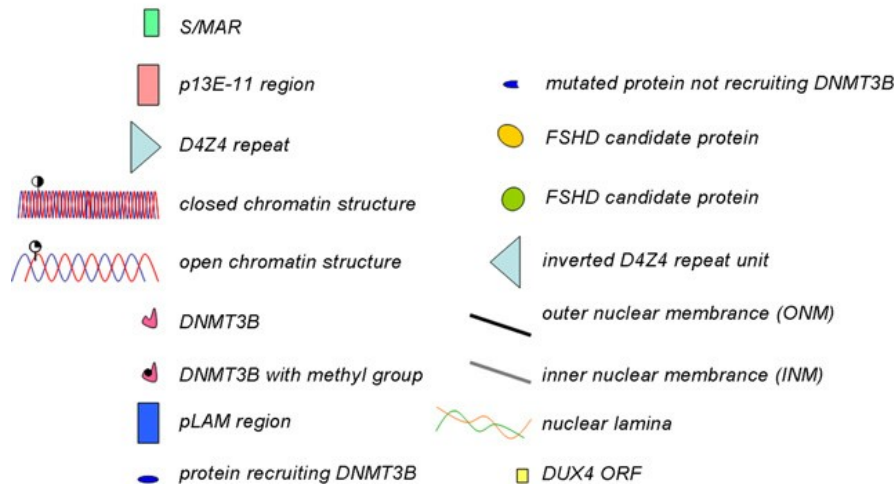 S/MAR
p13E-11 region
D4Z4 repeat
closed chromatin structure
open chromatin structure
DNMT3B
DNMT3B with methyl group
pLAM region
protein recruiting DNMT3B
mutated protein not recruiting DNMT3B
FSHD candidate protein
FSHD candidate protein
inverted D4Z4 repeat unit
outer nuclear membrance (ONM)
inner nuclear membrance (INM)
nuclear lamina
DUX4 ORF